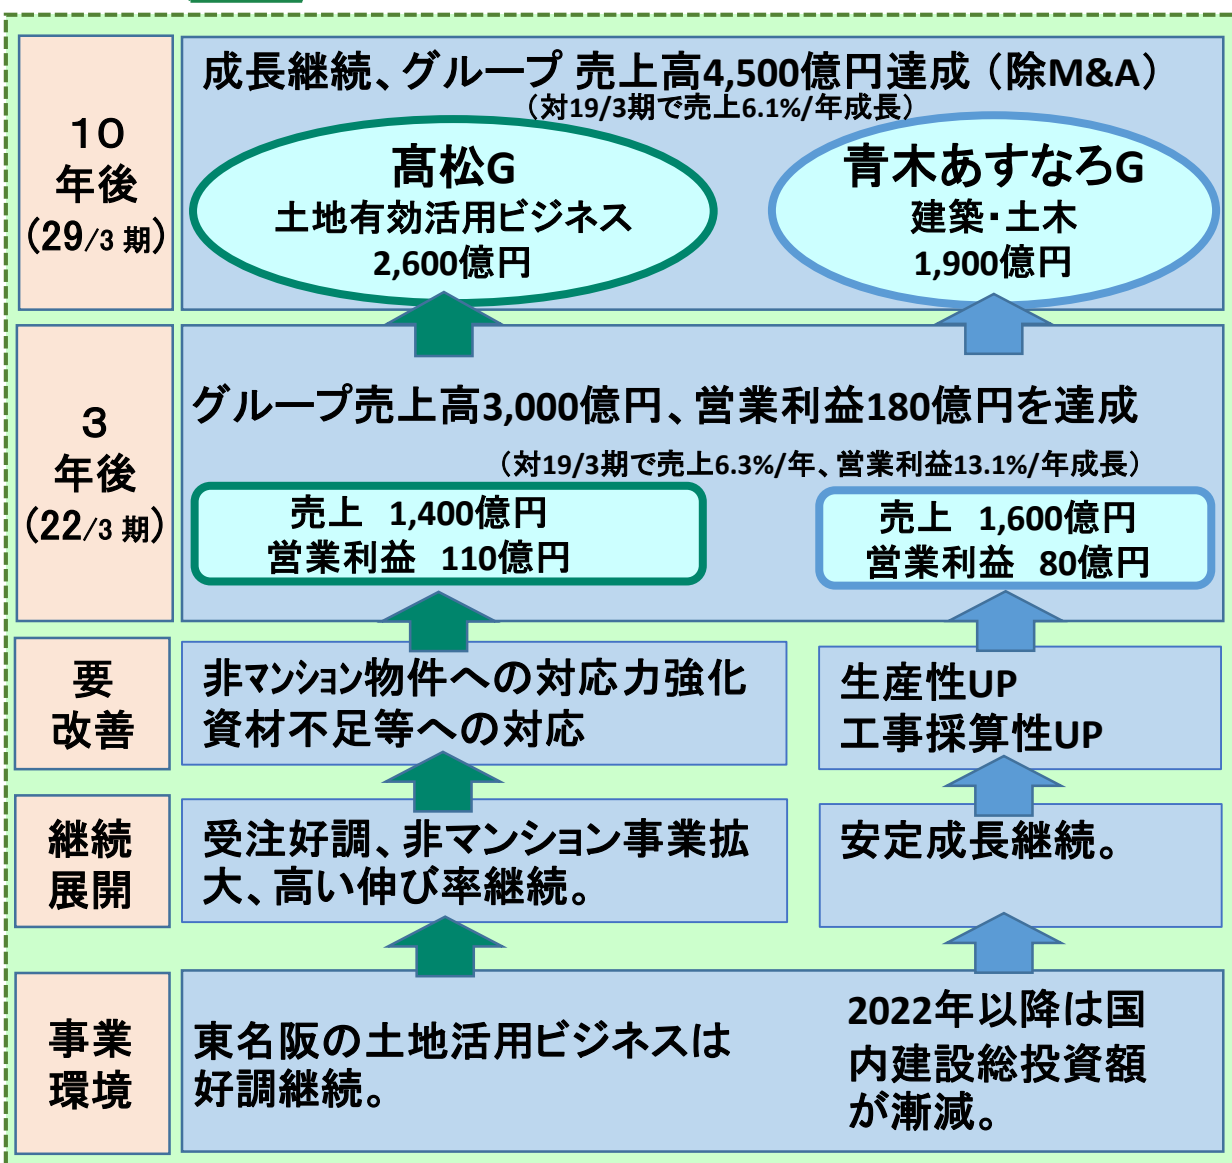 10
年後
(29/3 期)
成長継続、グループ 売上高4,500億円達成（除M&A）
（対19/3期で売上6.1%/年成長）
髙松G
土地有効活用ビジネス
2,600億円
青木あすなろG
建築・土木
1,900億円
3
年後
(22/3 期)
グループ売上高3,000億円、営業利益180億円を達成
（対19/3期で売上6.3%/年、営業利益13.1%/年成長）
売上 1,400億円
営業利益 110億円
売上 1,600億円
営業利益 80億円
要
改善
非ﾏﾝｼｮﾝ物件への対応力強化
資材不足等への対応
生産性UP
工事採算性UP
継続
展開
受注好調、非マンション事業拡
大、高い伸び率継続。
安定成長継続。
事業
環境
東名阪の土地活用ビジネスは
好調継続。
2022年以降は国
内建設総投資額
が漸減。